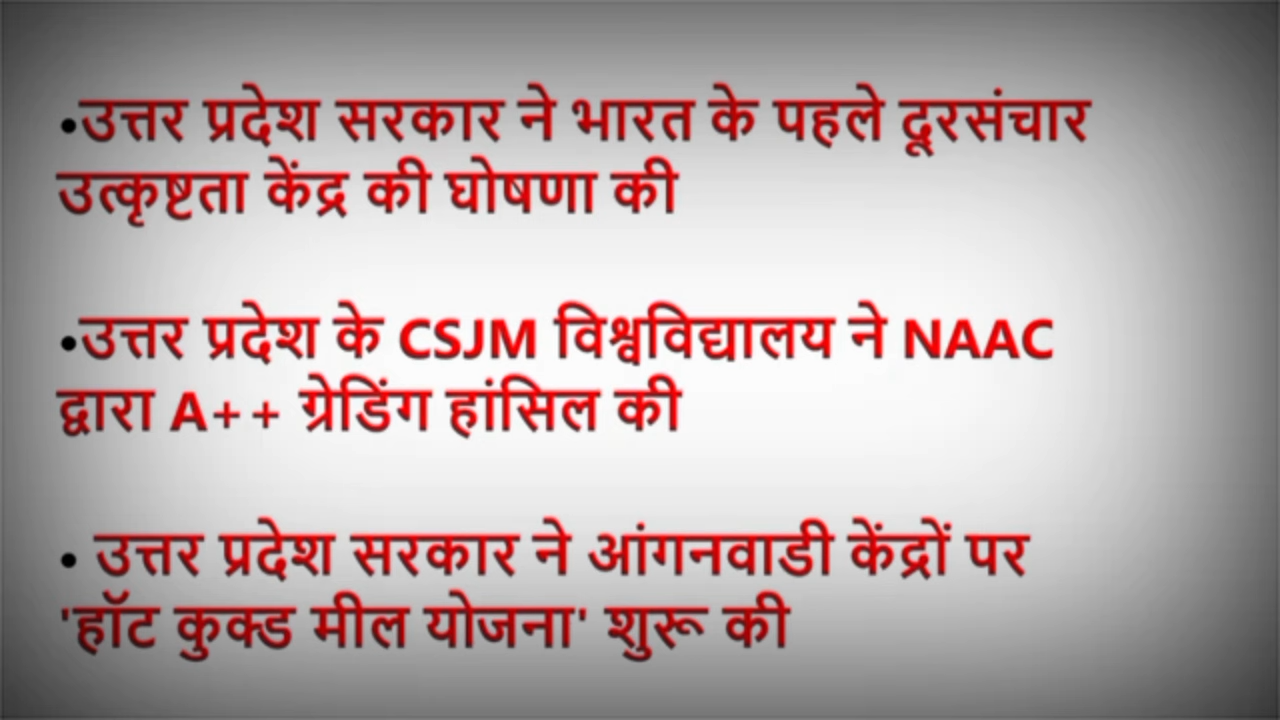 •उत्तर प्रदेश सरकार ने भारत के पहले दूरसंचार
उत्कृष्टता केंद्र की घोषणा की
•उत्तर प्रदेश के CSJM विश्वविद्यालय ने NAAC
द्वारा A++ ग्रेडिंग हांसिल की
• उत्तर प्रदेश सरकार ने आंगनवाडी केंद्रों पर
'हॉट कुक्ड मील योजना' शुरू की